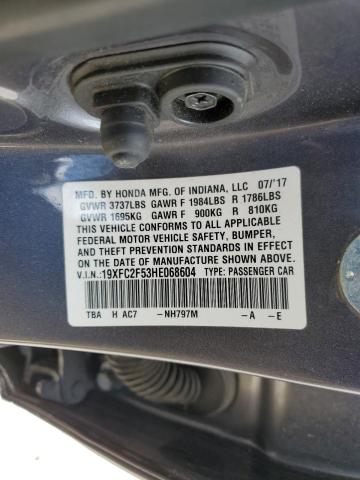 MFD. BY HONDA MFG. OF INDIANA, LLC 07/'17
GVWR 3737LBS GAWR F 1984LBS R 1786LBS
GVWR 1695KG GAWR F 900KG R 810KG
THIS VEHICLE CONFORMS TO ALL APPLICABLE
FEDERAL MOTOR VEHICLE SAFETY, BUMPER,
AND THEFT PREVENTION STANDARDS IN EFFECT
ON THE DATE OF MANUFACTURE SHOWN ABOVE.
V.I.N.:19XFC2F53HE068604 TYPE: PASSENGER CAR
TBA H AC7 -NH797M -A -E